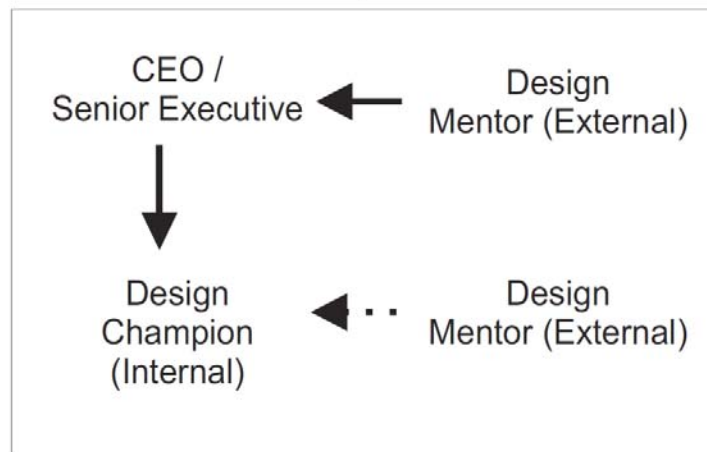 CEO /
Senior Executive
Design
Mentor (External)
Design
Champion
(Internal)
Design
Mentor (External)